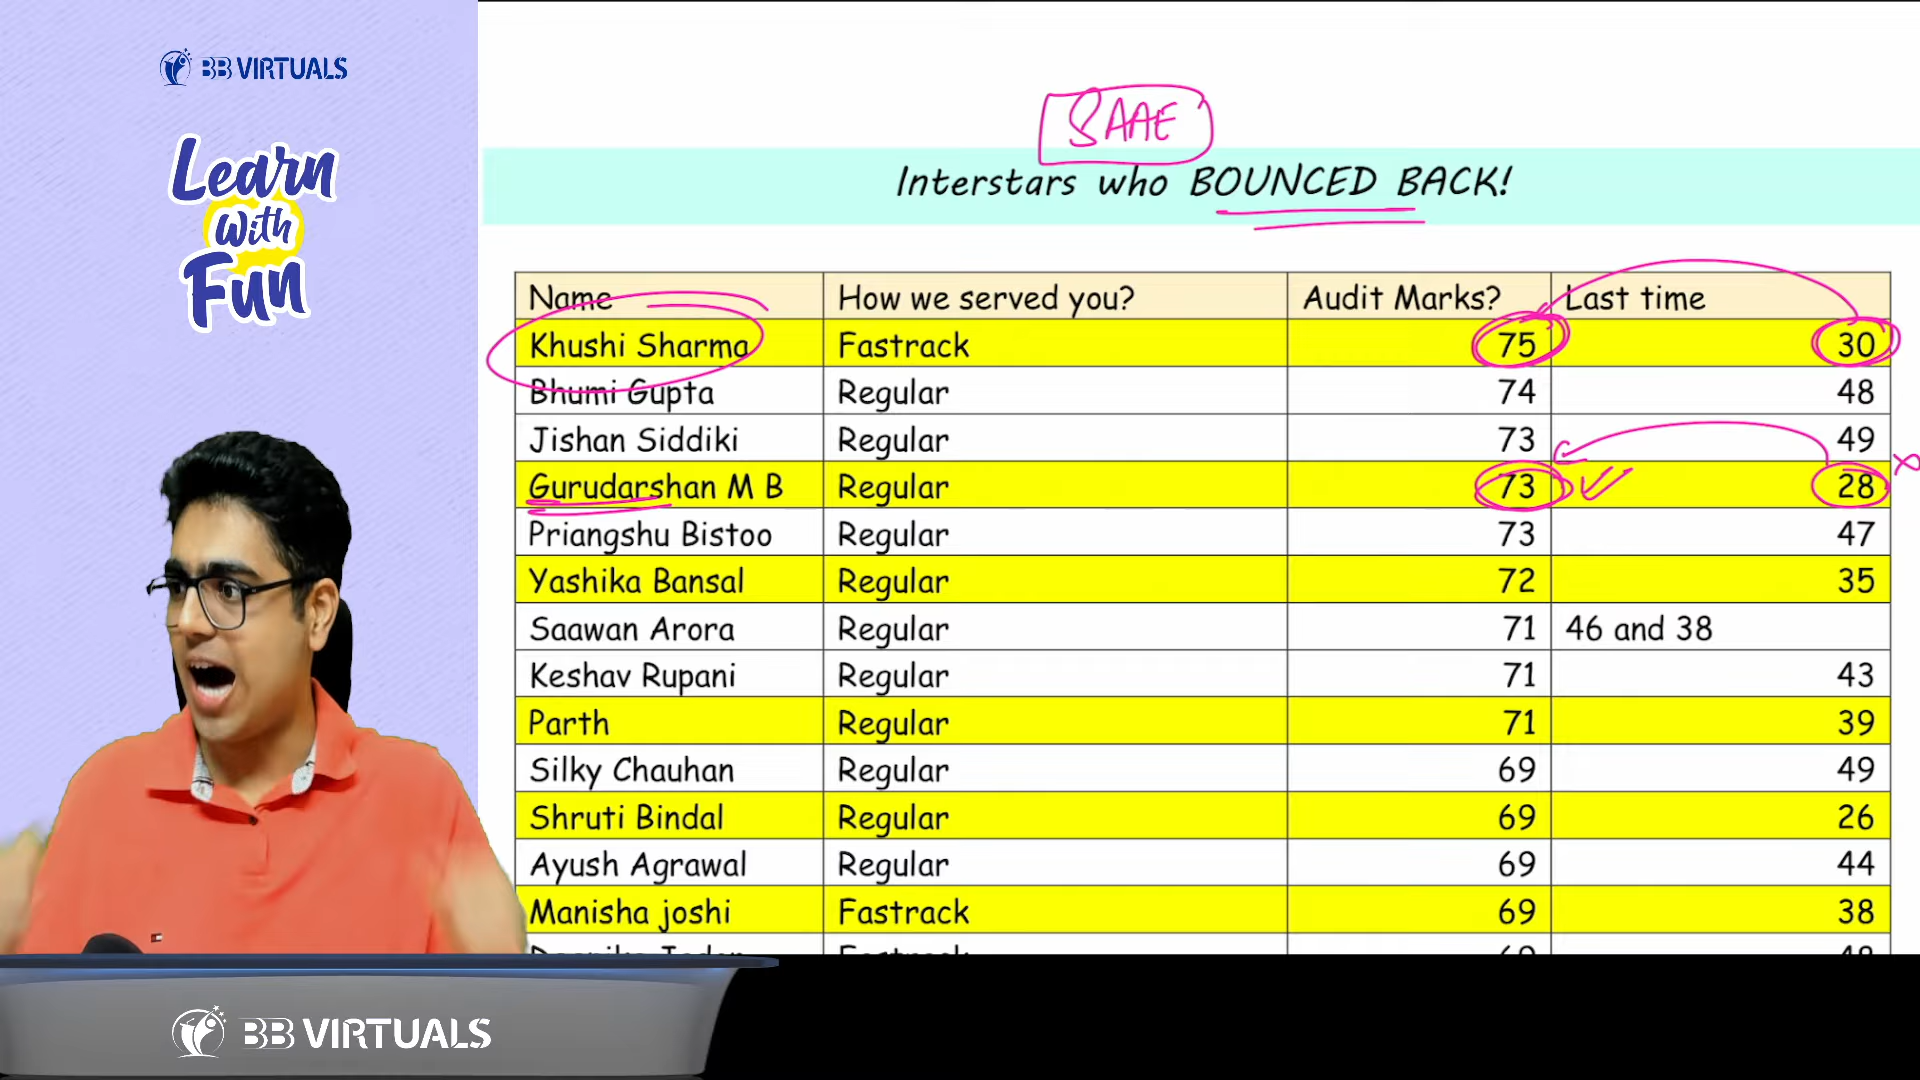 BB VIRTUALS
Learn
With
Fun
SAAE
Interstars who BOUNCED BACK!
Name How we served you? Audit Marks? Last time
Khushi Sharma Fastrack 75 30
Bhumi Gupta Regular 74 48
Jishan Siddiki Regular 73 49
Gurudarshan M B Regular 73 28
Priangshu Bistoo Regular 73 47
Yashika Bansal Regular 72 35
Saawan Arora Regular 71 46 and 38
Keshav Rupani Regular 71 43
Parth Regular 71 39
Silky Chauhan Regular 69 49
Shruti Bindal Regular 69 26
Ayush Agrawal Regular 69 44
Manisha joshi Fastrack 69 38
Fastrack 69 48
BB VIRTUALS